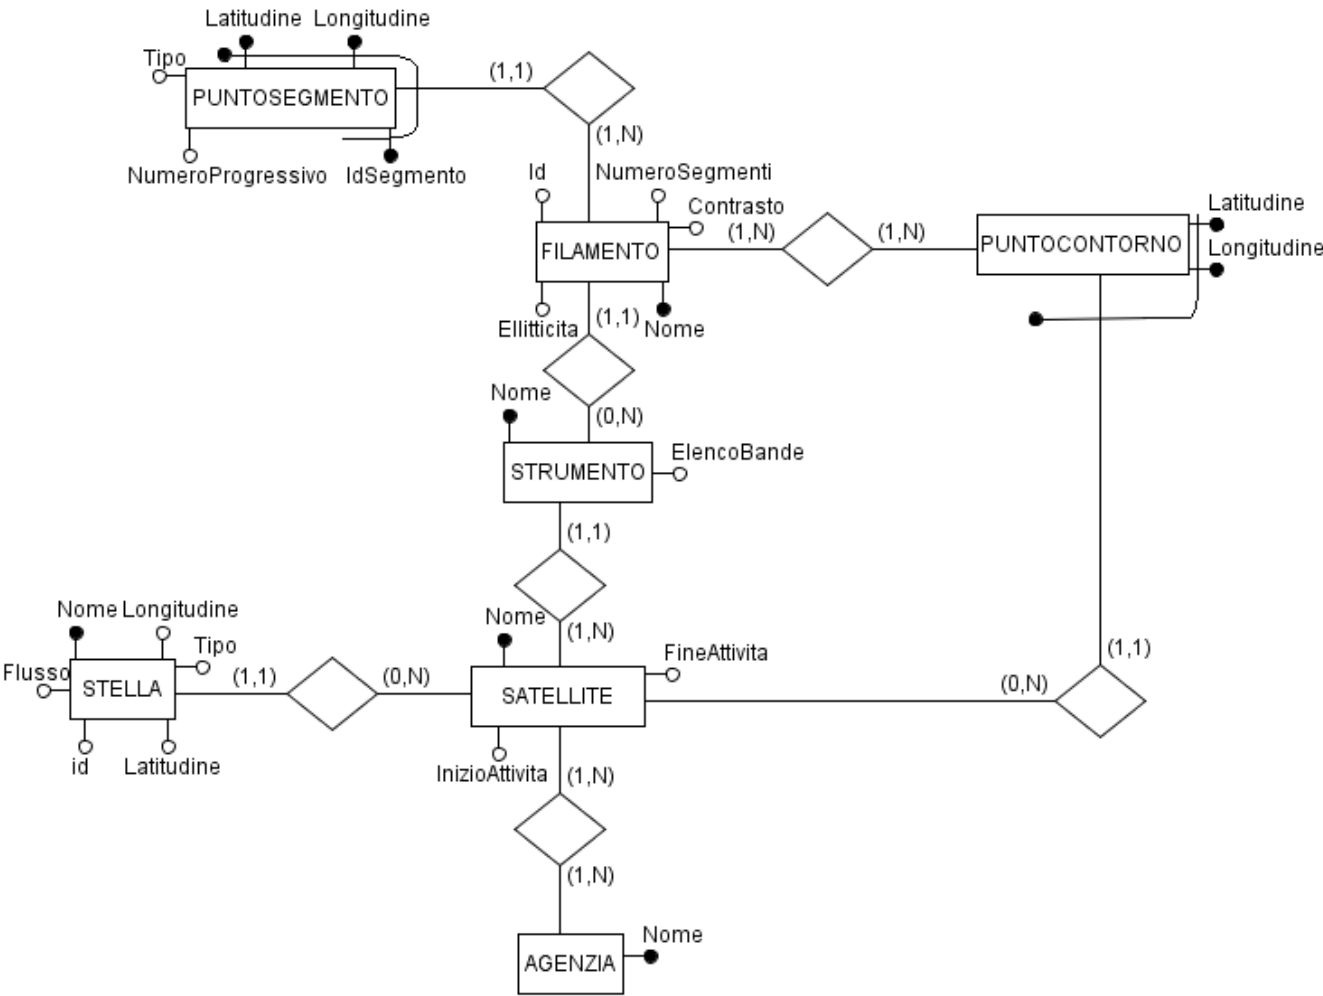 Latitudine Longitudine
Tipo
(1,1)
PUNTOSEGMENTO
(1,N)
NumeroProgressivo IdSegmento
Id NumeroSegmenti
Contrasto
(1,N) (1,N)
FILAMENTO
PUNTOCONTORNO
Latitudine
Longitudine
Ellitticita (1,1) Nome
Nome
(0,N)
STRUMENTO
ElencoBande
(1,1)
Nome Longitudine
Tipo
Flusso
STELLA
(1,1) (0,N)
id Latitudine
Nome
(1,N)
FineAttivita
SATELLITE
(0,N)
(1,1)
InizioAttivita (1,N)
(1,N)
Nome
AGENZIA